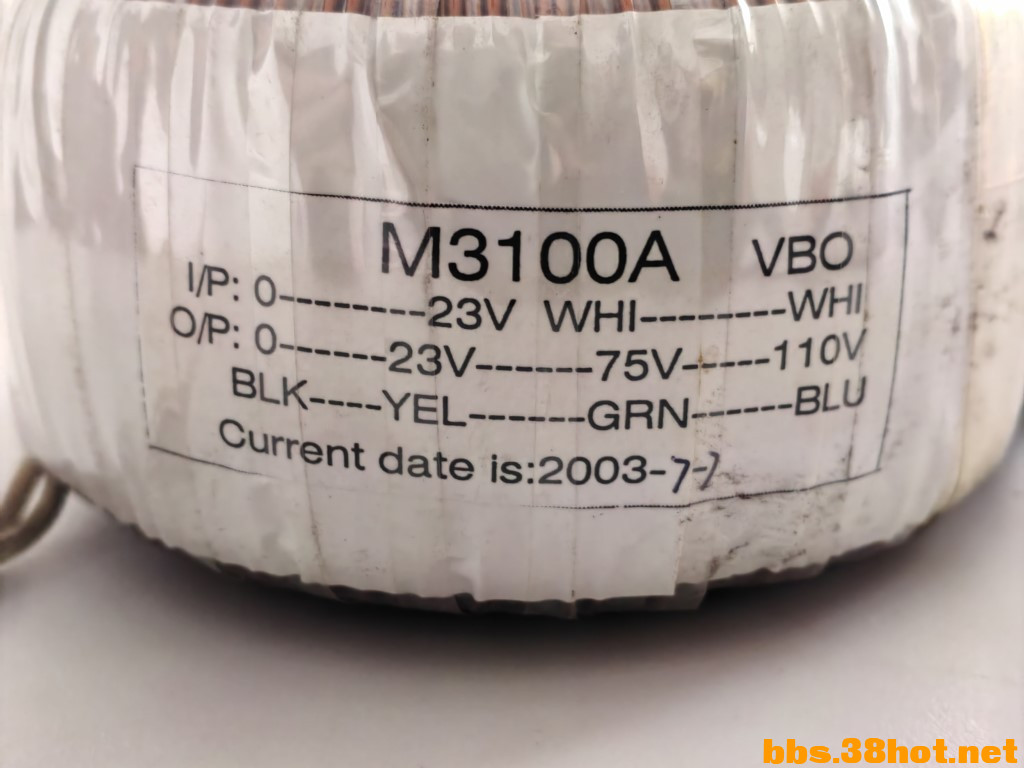 M3100A VBO
I/P: 0--------23V WHI--------WHI
O/P: 0------23V------75V-----110V
BLK----YEL------GRN------BLU
Current date is:2003-7-7
bbs.38hot.net